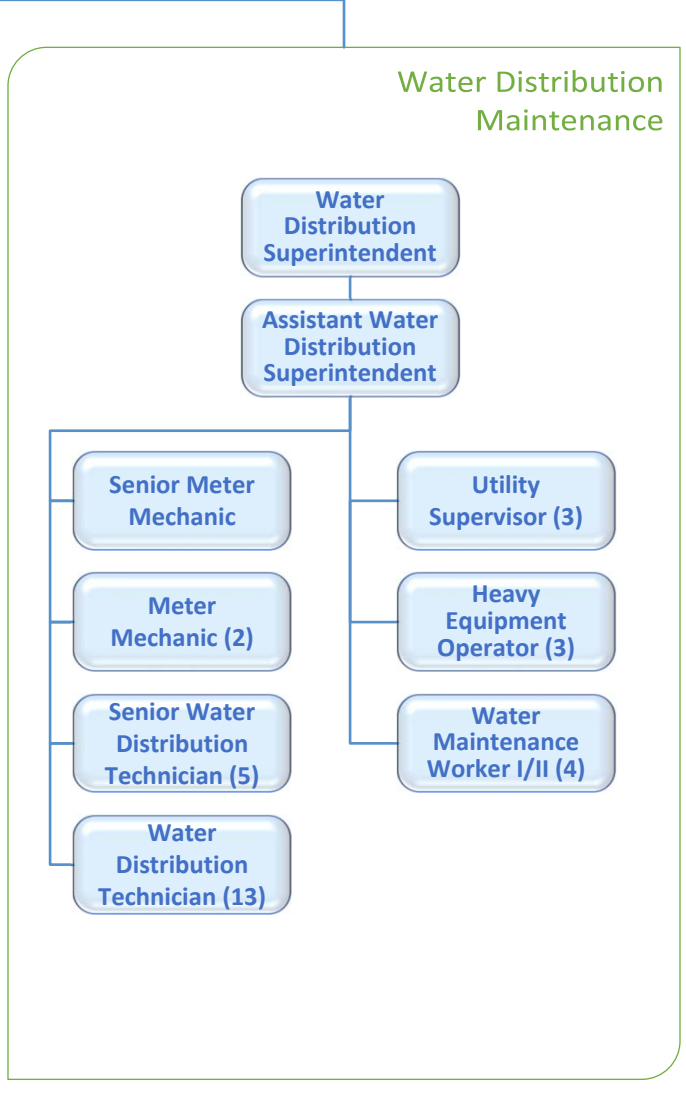 Water Distribution
Maintenance
Water
Distribution
Superintendent
Assistant Water
Distribution
Superintendent
Senior Meter
Mechanic
Meter
Mechanic (2)
Senior Water
Distribution
Technician (5)
Water
Distribution
Technician (13)
Utility
Supervisor (3)
Heavy
Equipment
Operator (3)
Water
Maintenance
Worker I/II (4)